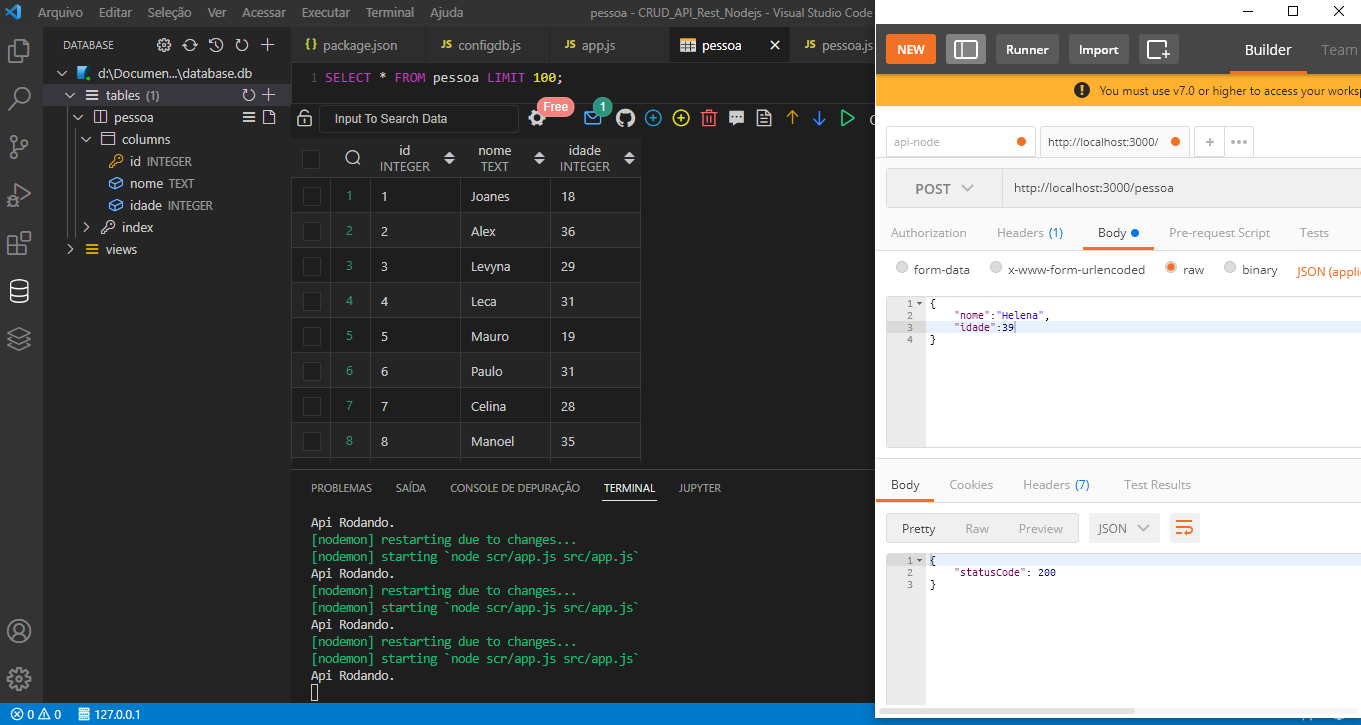 Arquivo Editar Seleção Ver Acessar Executar Terminal Ajuda pessoa - CRUD_API_Rest_Nodejs - Visual Studio Code
DATABASE
d:\Documen...\database.db
tables (1)
pessoa
columns
id INTEGER
nome TEXT
idade INTEGER
index
views
{} package.json
JS configdb.js
JS app.js
pessoa
JS pessoa.js
1 SELECT * FROM pessoa LIMIT 100;
Input To Search Data
Free
1
id INTEGER
nome TEXT
idade INTEGER
1 1 Joanes 18
2 2 Alex 36
3 3 Levyna 29
4 4 Leca 31
5 5 Mauro 19
6 6 Paulo 31
7 7 Celina 28
8 8 Manoel 35
PROBLEMAS SAÍDA CONSOLE DE DEPURAÇÃO TERMINAL JUPYTER
Api Rodando.
[nodemon] restarting due to changes...
[nodemon] starting `node scr/app.js src/app.js`
Api Rodando.
[nodemon] restarting due to changes...
[nodemon] starting `node scr/app.js src/app.js`
Api Rodando.
[nodemon] restarting due to changes...
[nodemon] starting `node scr/app.js src/app.js`
Api Rodando.
0 0 127.0.0.1
NEW Runner Import Builder Team
You must use v7.0 or higher to access your worksp
api-node
http://localhost:3000/
POST http://localhost:3000/pessoa
Authorization Headers (1) Body Pre-request Script Tests
form-data x-www-form-urlencoded raw binary JSON (applic
1 {
2 "nome":"Helena",
3 "idade":39
4 }
Body Cookies Headers (7) Test Results
Pretty Raw Preview JSON
1 {
2 "statusCode": 200
3 }